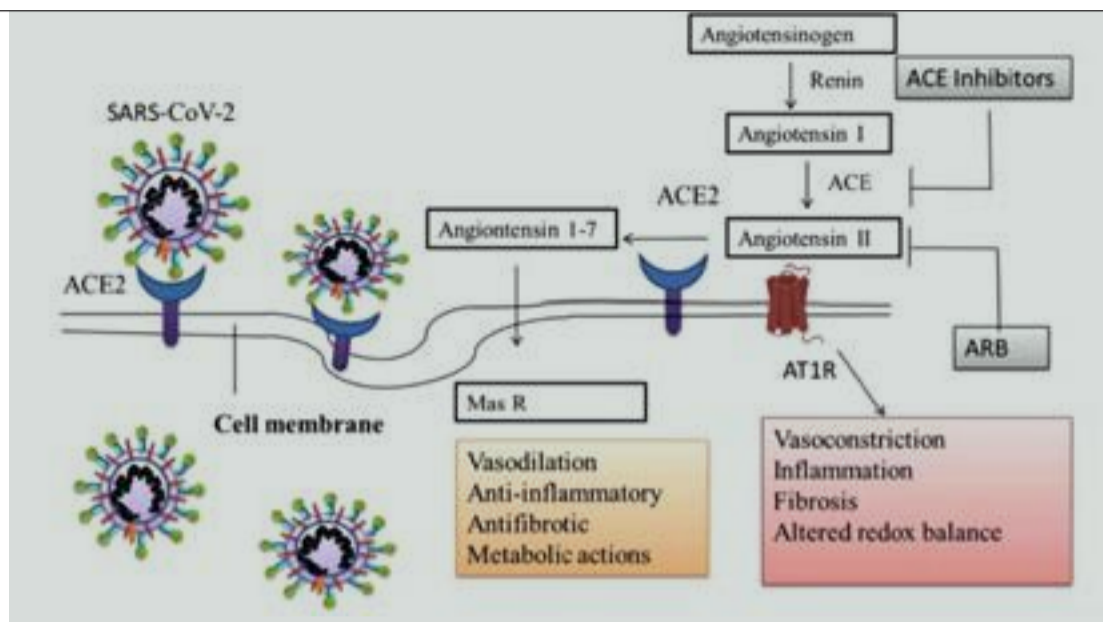 Angiotensinogen
Renin
ACE Inhibitors
SARS-CoV-2
Angiotensin I
ACE
ACE2
Angiontensin 1-7
Angiotensin II
ACE2
ARB
AT1R
Mas R
Cell membrane
Vasodilation
Anti-inflammatory
Antifibrotic
Metabolic actions
Vasoconstriction
Inflammation
Fibrosis
Altered redox balance